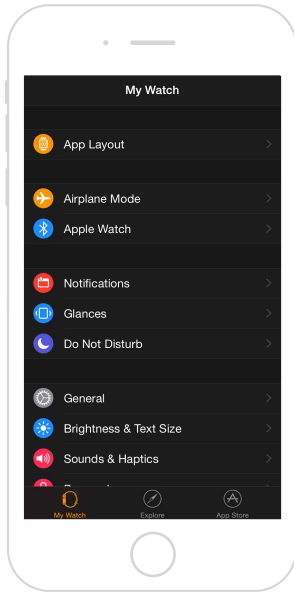 My Watch
App Layout
Airplane Mode
Apple Watch
Notifications
Glances
Do Not Disturb
General
Brightness & Text Size
Sounds & Haptics
My Watch
Explore
App Store